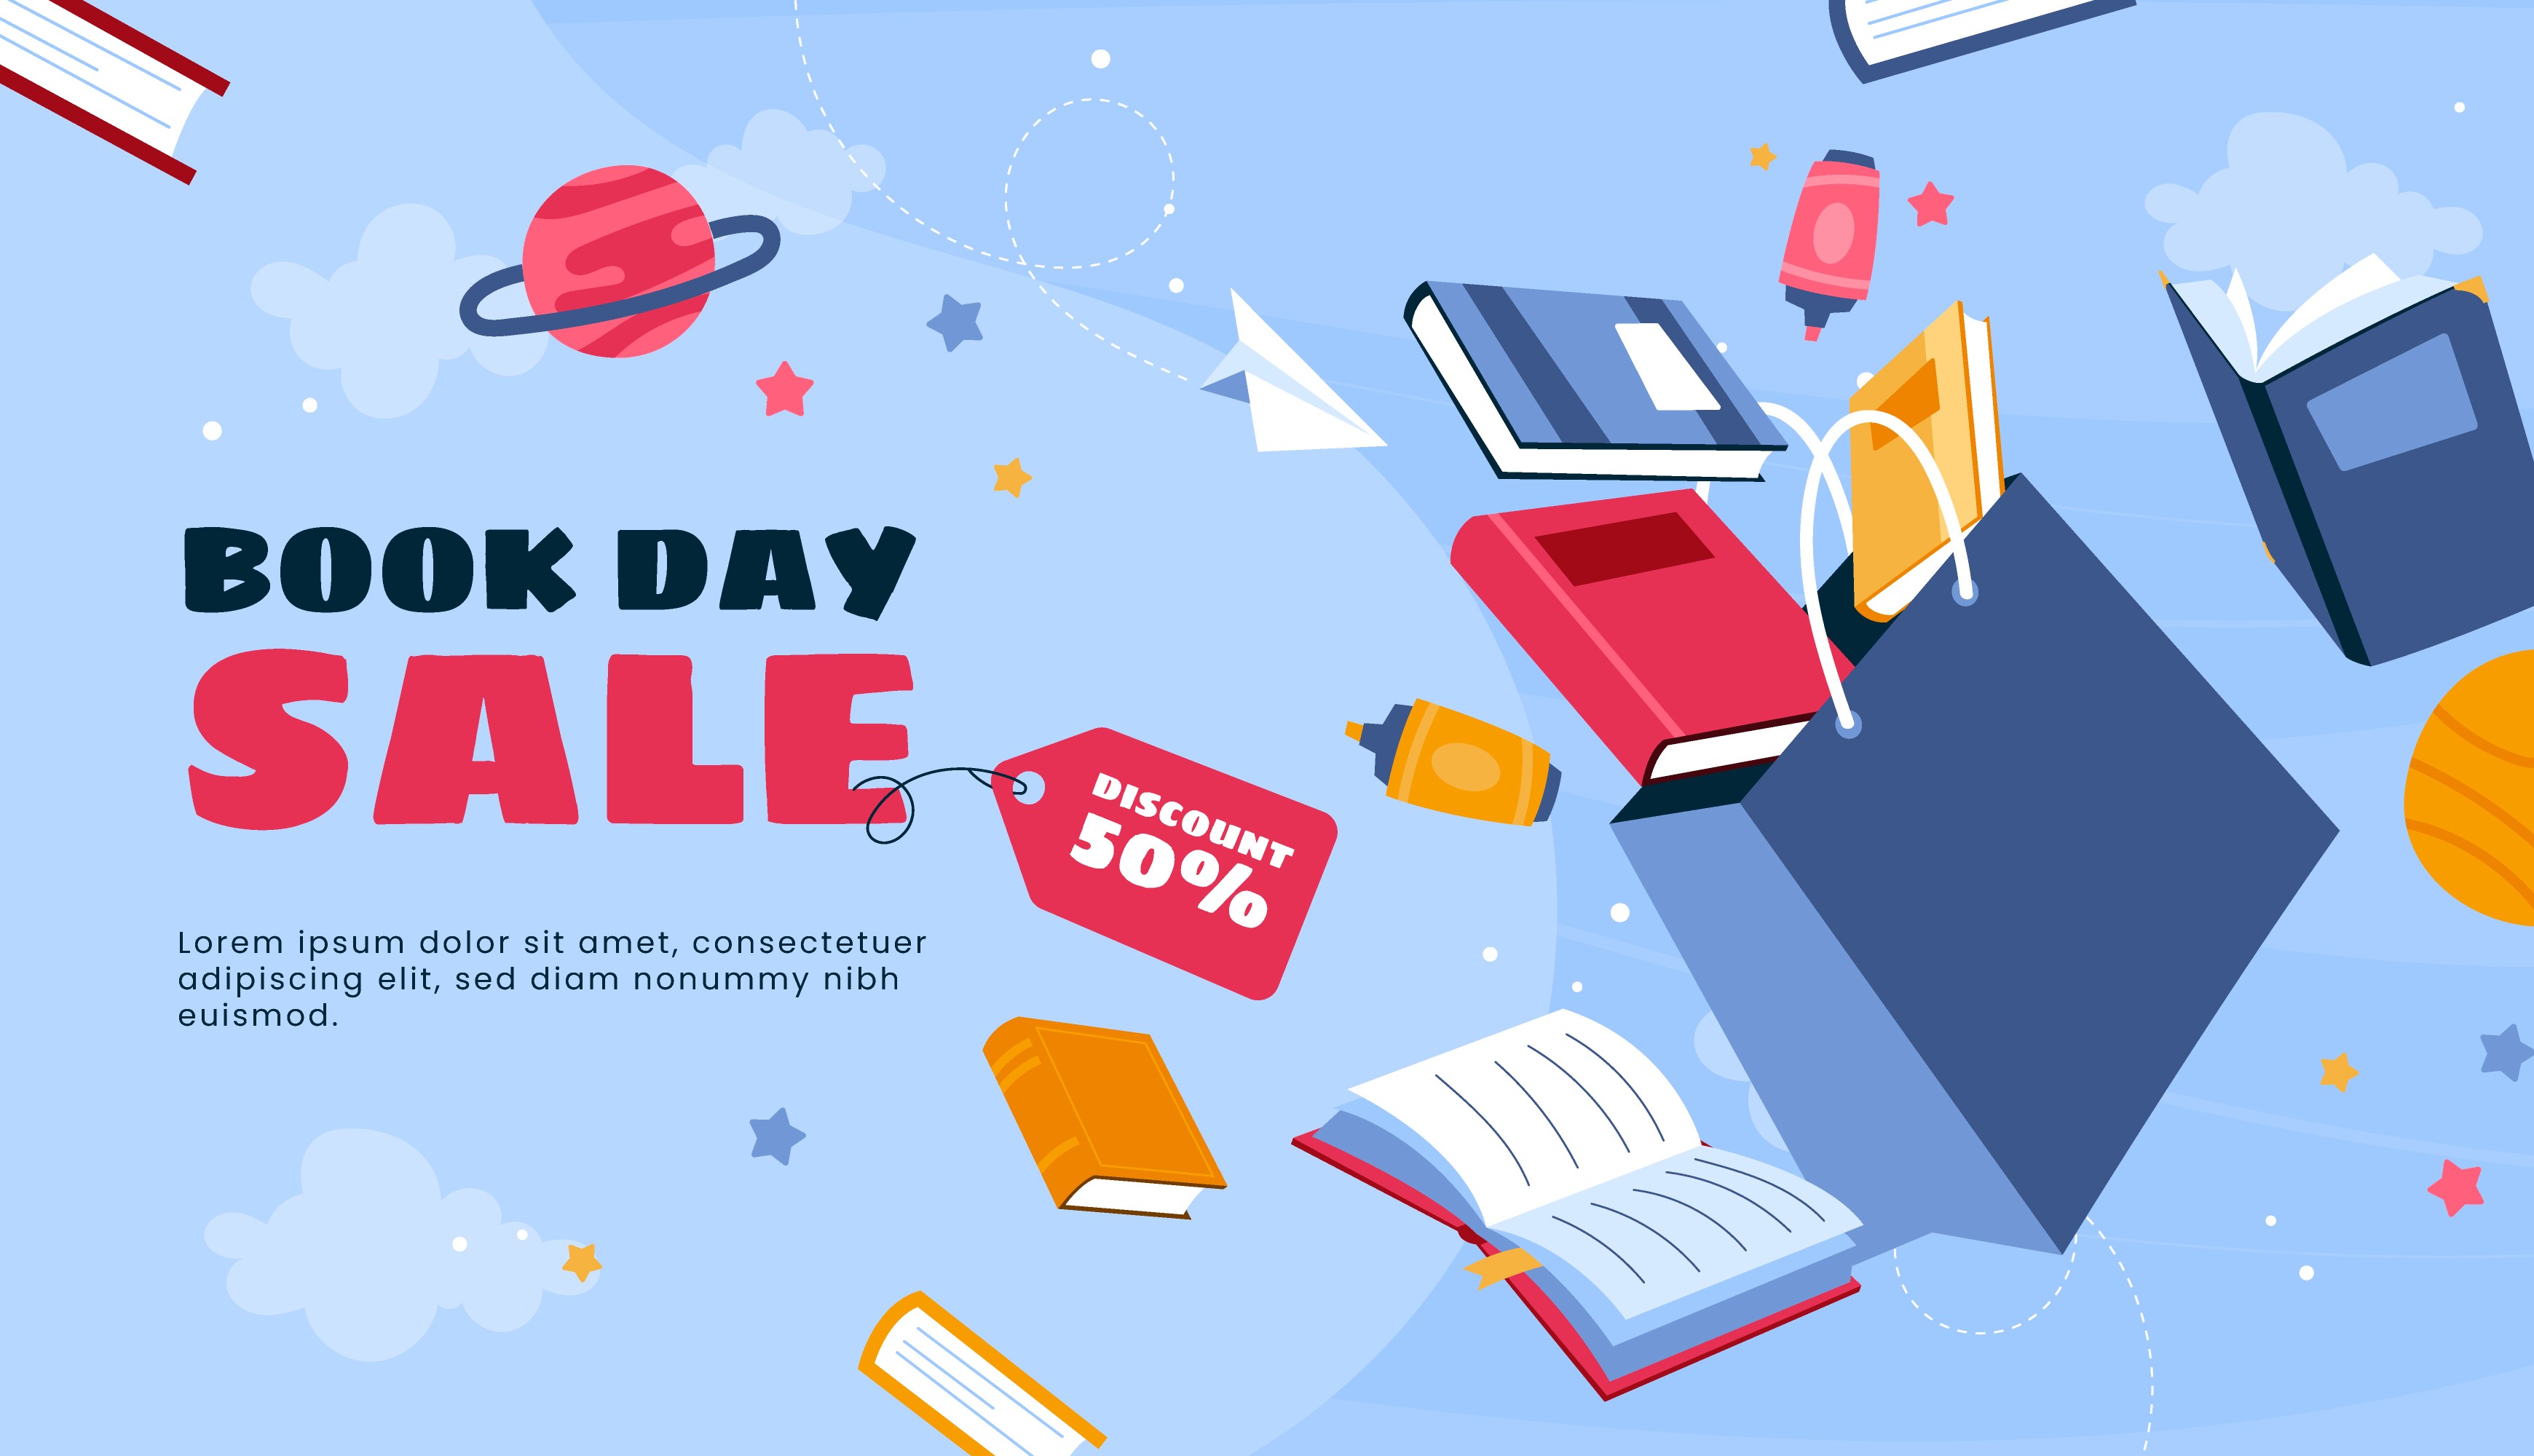 BOOK DAY
SALE
DISCOUNT
50%
Lorem ipsum dolor sit amet, consectetuer
adipiscing elit, sed diam nonummy nibh
euismod.